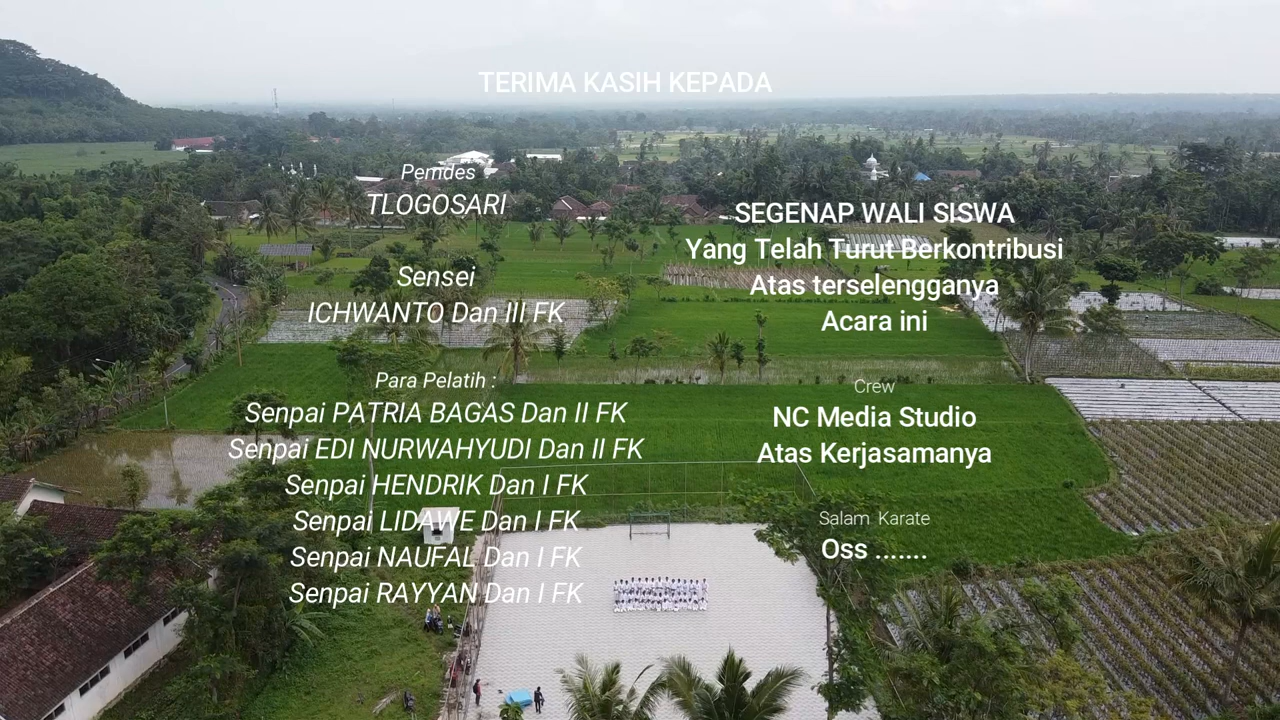 TERIMA KASIH KEPADA
Pemdes
TLOGOSARI
Sensei
ICHWANTO Dan III FK
Para Pelatih :
Senpai PATRIA BAGAS Dan II FK
Senpai EDI NURWAHYUDI Dan II FK
Senpai HENDRIK Dan I FK
Senpai LIDAWE Dan I FK
Senpai NAUFAL Dan I FK
Senpai RAYYAN Dan I FK
SEGENAP WALI SISWA
Yang Telah Turut Berkontribusi
Atas terselengganya
Acara ini
Crew
NC Media Studio
Atas Kerjasamanya
Salam Karate
Oss .......